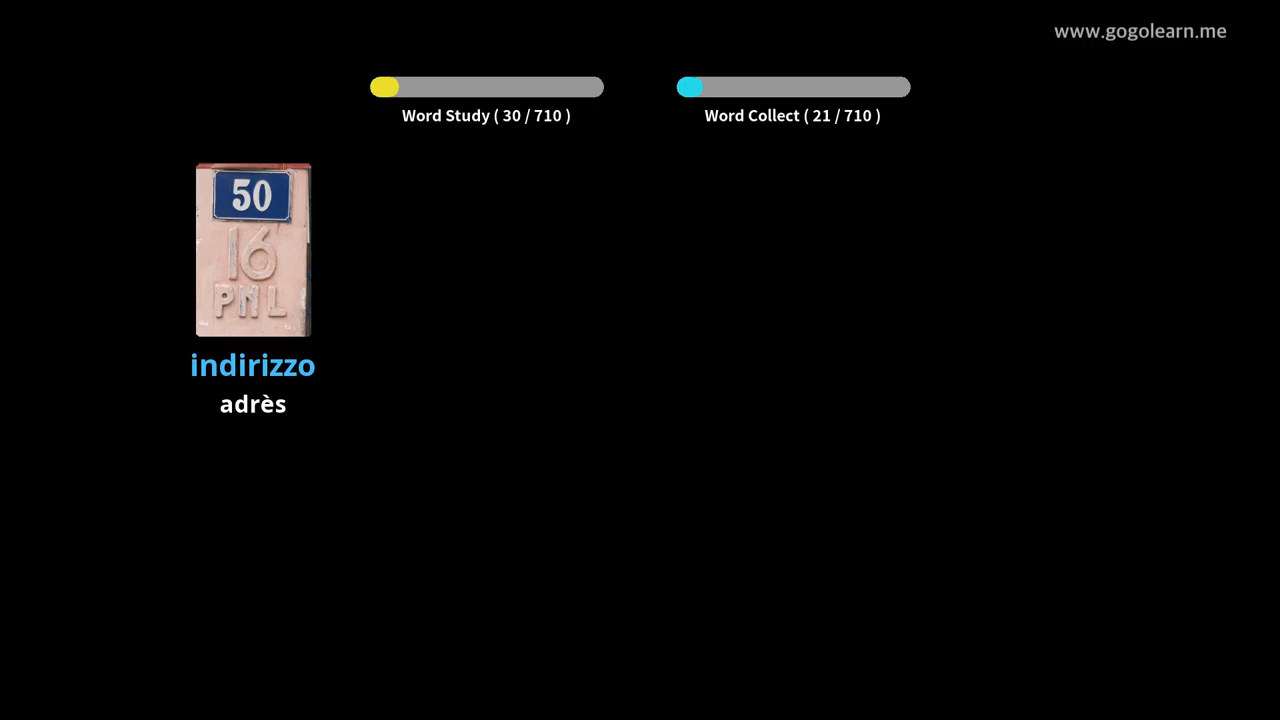 www.gogolearn.me
Word Study ( 30 / 710 )
Word Collect ( 21 / 710 )
50
16
PNL
indirizzo
adrès